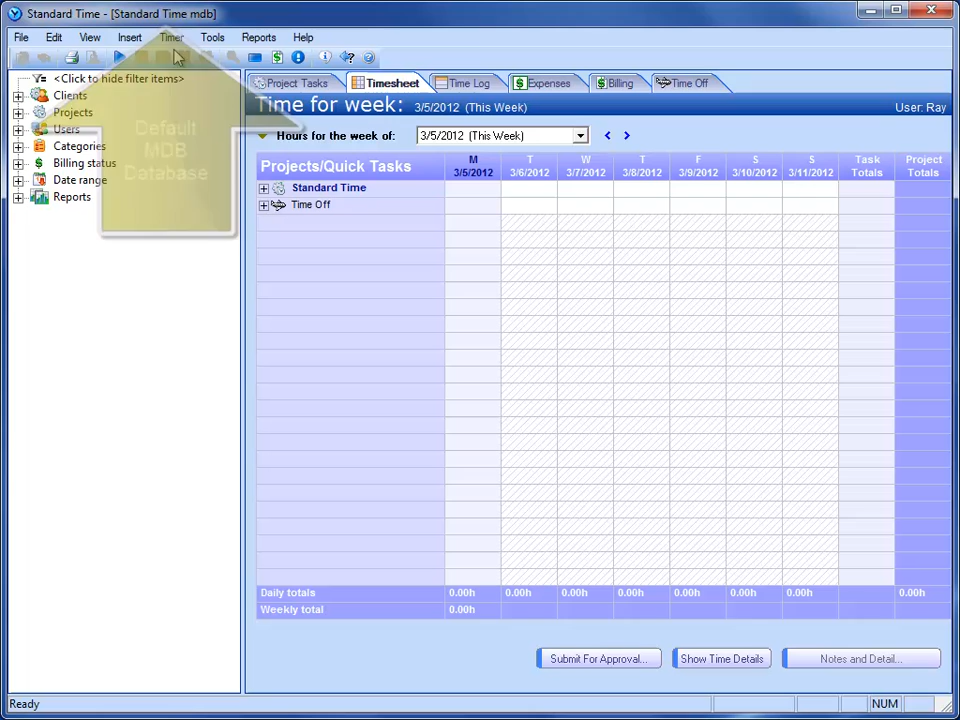 Standard Time - [Standard Time mdb]
File Edit View Insert Timer Tools Reports Help
<Click to hide filter items>
Clients
Projects
Users
Categories
Billing status
Date range
Reports
Default
MDB
Database
Project Tasks Timesheet Time Log Expenses Billing Time Off
Time for week: 3/5/2012 (This Week) User: Ray
Hours for the week of: 3/5/2012 (This Week) < >
Projects/Quick Tasks M T W T F S S Task Project
3/5/2012 3/6/2012 3/7/2012 3/8/2012 3/9/2012 3/10/2012 3/11/2012 Totals Totals
Standard Time
Time Off
Daily totals 0.00h 0.00h 0.00h 0.00h 0.00h 0.00h 0.00h 0.00h
Weekly total 0.00h
Submit For Approval... Show Time Details Notes and Detail...
Ready NUM